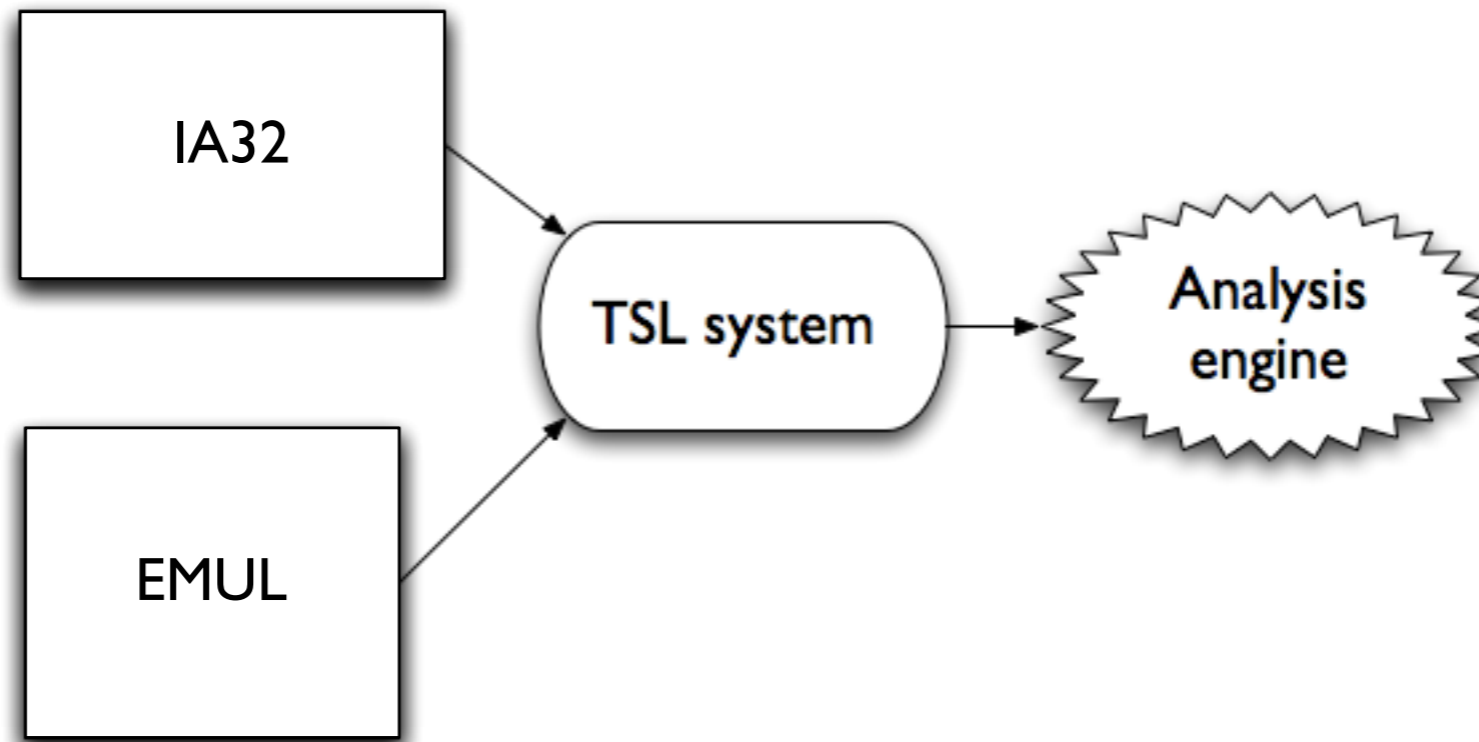 IA32
TSL system
Analysis
engine
EMUL